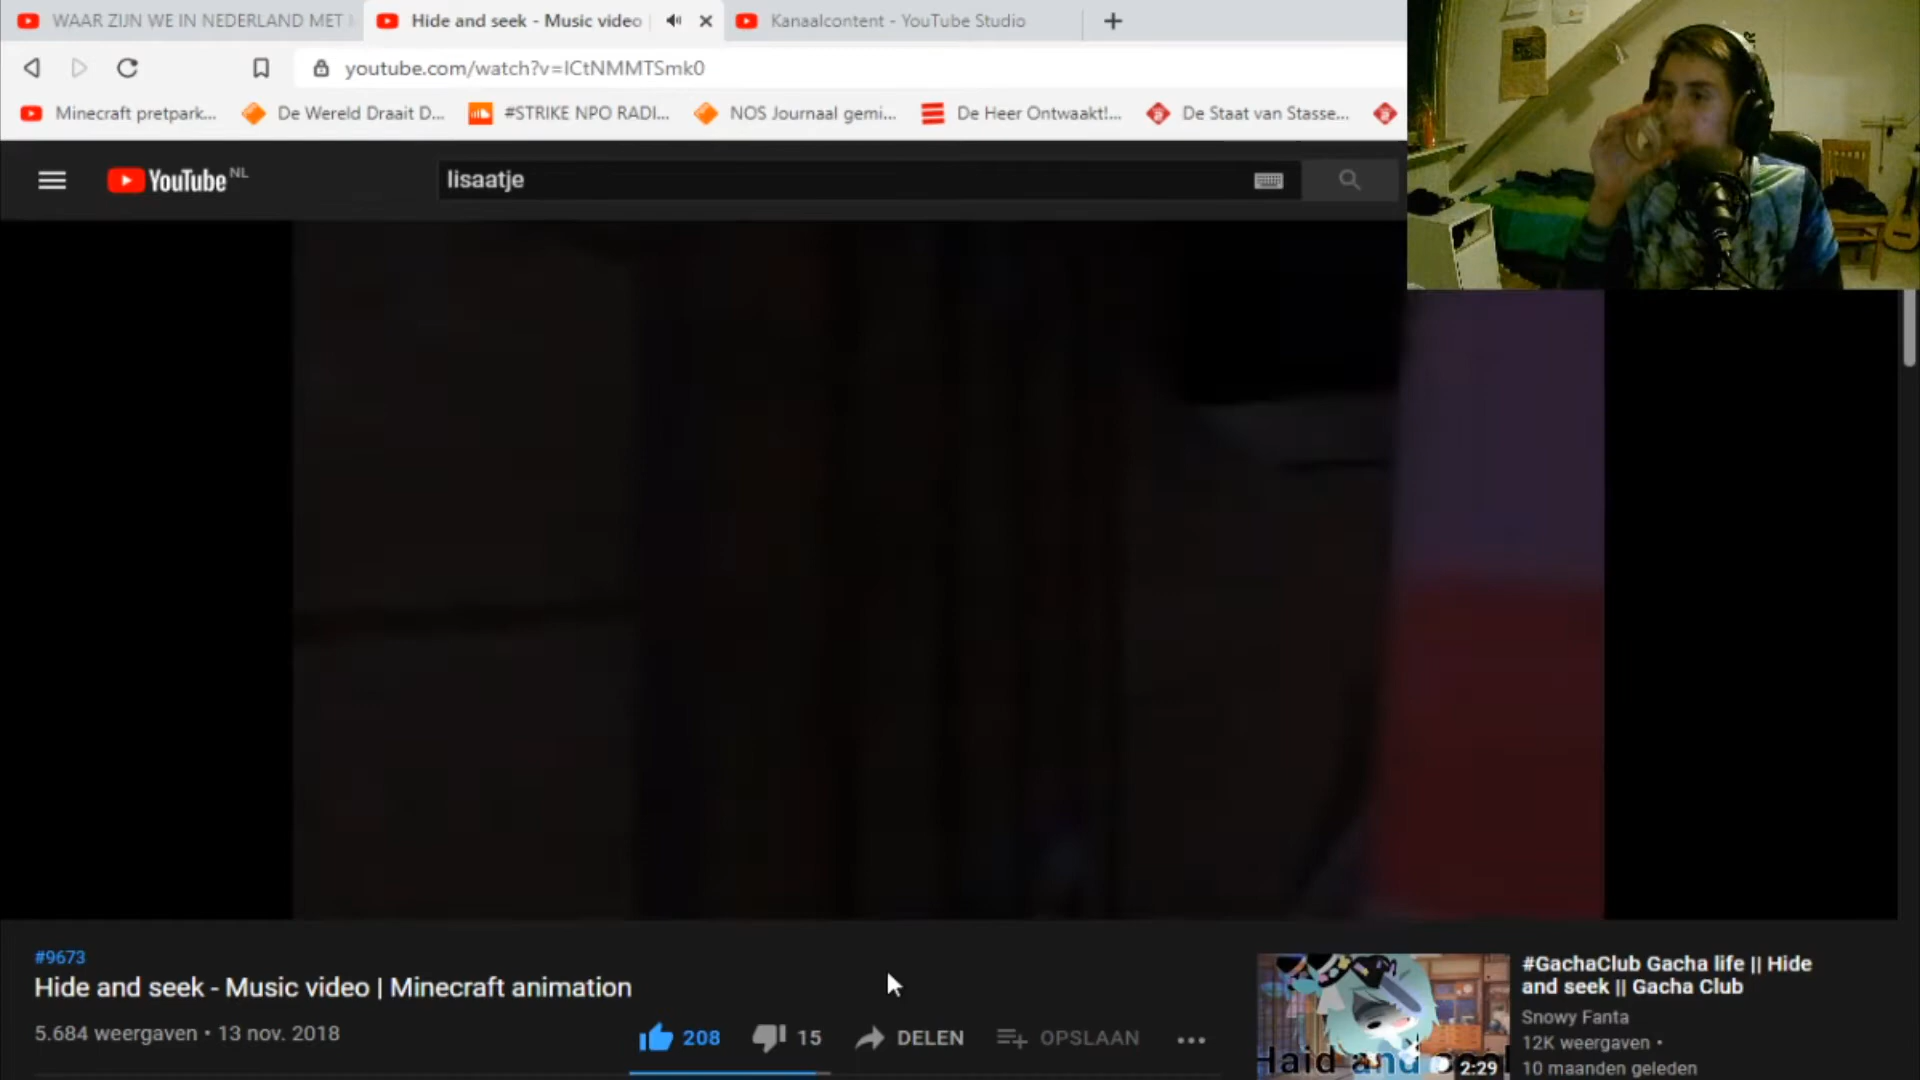 WAAR ZIJN WE IN NEDERLAND MET
Hide and seek - Music video
Kanaalcontent - YouTube Studio
youtube.com/watch?v=ICtNMMTSmk0
Minecraft pretpark...
De Wereld Draait D...
#STRIKE NPO RADI...
NOS Journaal gemi...
De Heer Ontwaakt!...
De Staat van Stasse...
YouTube NL
lisaatje
#9673
Hide and seek - Music video | Minecraft animation
5.684 weergaven • 13 nov. 2018
208
15
DELEN
OPSLAAN
Haid and
2:29
#GachaClub Gacha life || Hide
and seek || Gacha Club
Snowy Fanta
12K weergaven •
10 maanden geleden